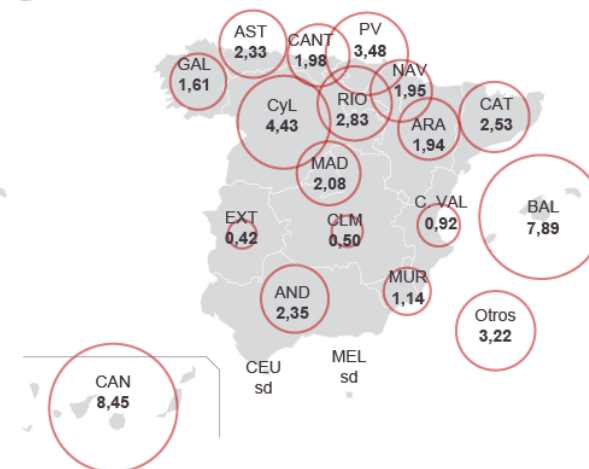 AST
2,33
CANT
1,98
PV
3,48
GAL
1,61
NAV
1,95
CyL
4,43
RIO
2,83
ARA
1,94
CAT
2,53
MAD
2,08
EXT
0,42
CLM
0,50
C. VAL
0,92
BAL
7,89
AND
2,35
MUR
1,14
Otros
3,22
CEU
sd
MEL
sd
CAN
8,45